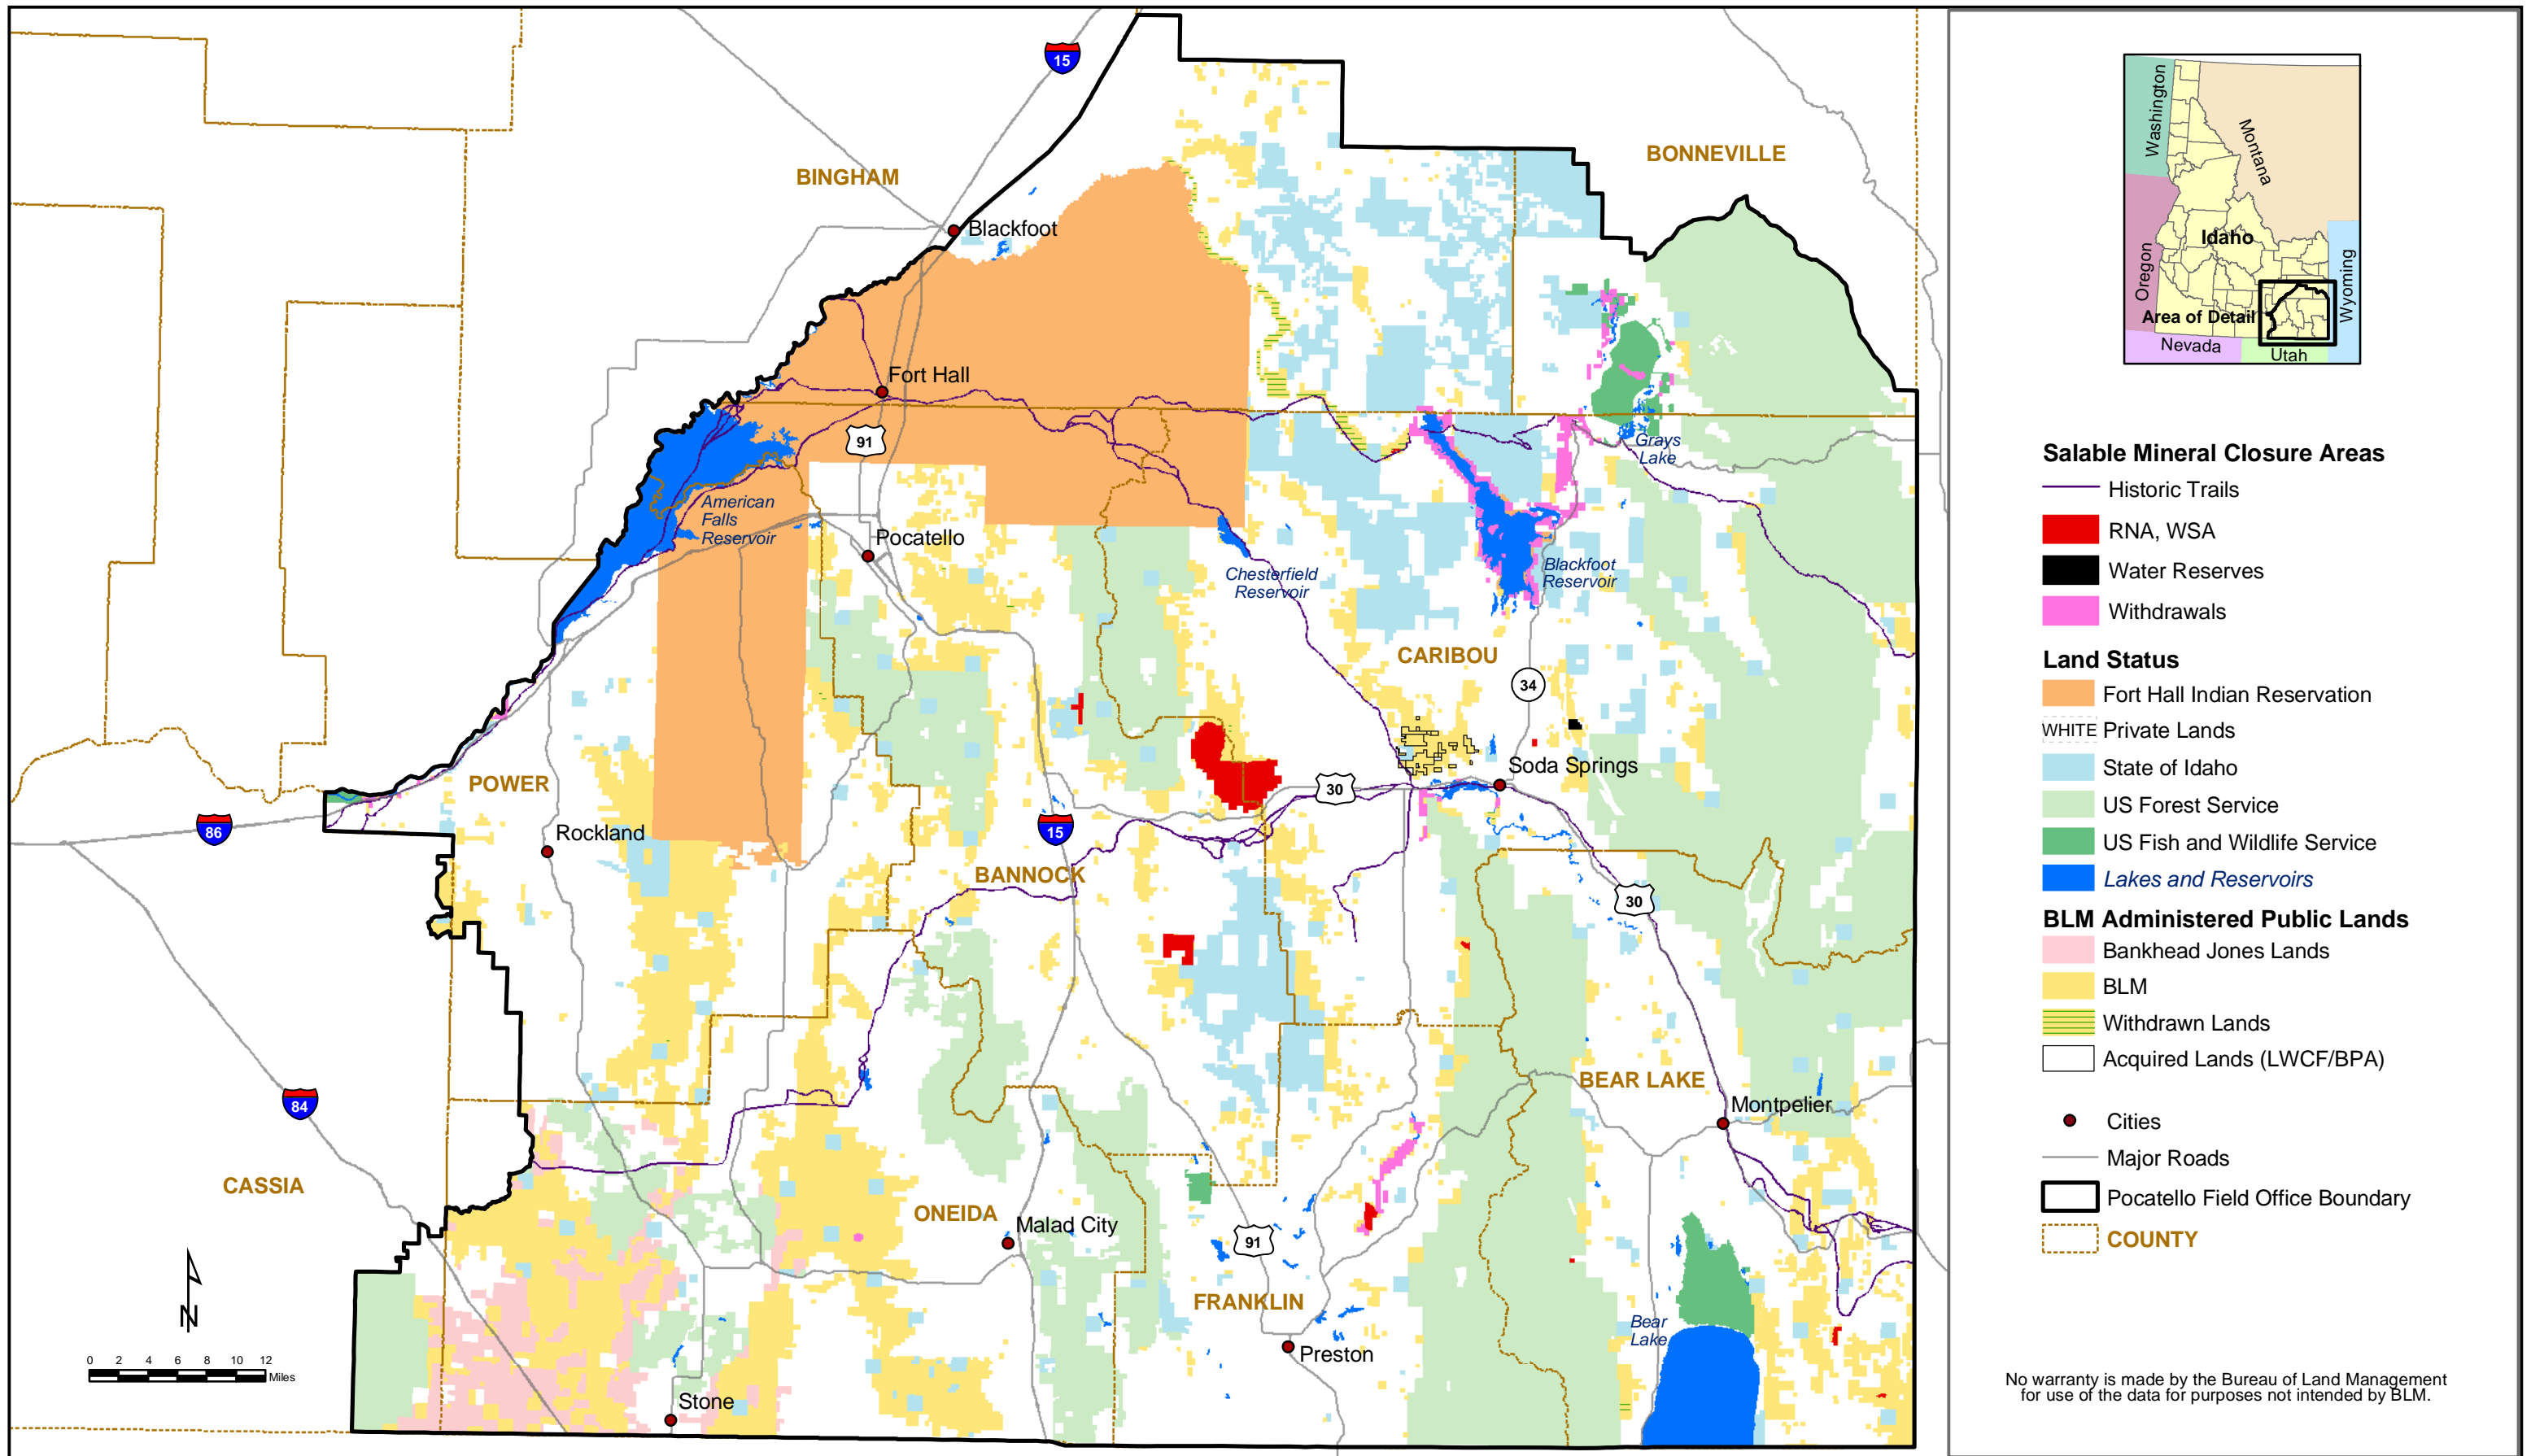 15
BINGHAM
BONNEVILLE
Blackfoot
Fort Hall
91
Grays
Lake
American
Falls
Reservoir
Pocatello
Chesterfield
Reservoir
Blackfoot
Reservoir
CARIBOU
34
Soda Springs
POWER
30
86
Rockland
15
BANNOCK
30
BEAR LAKE
84
Montpelier
CASSIA
ONEIDA
Malad City
91
FRANKLIN
Bear
Lake
Preston
Stone
N
0 2 4 6 8 10 12
Miles
Washington
Montana
Idaho
Oregon
Wyoming
Area of Detail
Nevada
Utah
Salable Mineral Closure Areas
Historic Trails
RNA, WSA
Water Reserves
Withdrawals
Land Status
Fort Hall Indian Reservation
WHITE Private Lands
State of Idaho
US Forest Service
US Fish and Wildlife Service
Lakes and Reservoirs
BLM Administered Public Lands
Bankhead Jones Lands
BLM
Withdrawn Lands
Acquired Lands (LWCF/BPA)
Cities
Major Roads
Pocatello Field Office Boundary
COUNTY
No warranty is made by the Bureau of Land Management
for use of the data for purposes not intended by BLM.